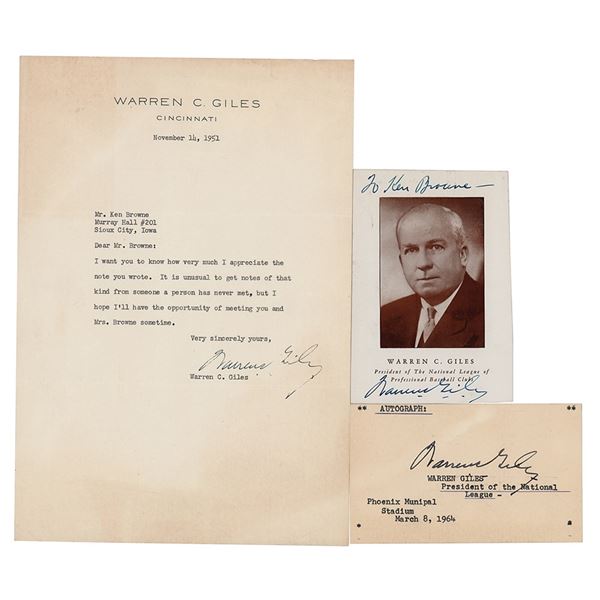 WARREN C. GILES
CINCINNATI
November 14, 1951
Mr. Ken Browne
Murray Hall #201
Sioux City, Iowa
Dear Mr. Browne:
I want you to know how very much I appreciate the
note you wrote. It is unusual to get notes of that
kind from someone a person has never met, but I
hope I'll have the opportunity of meeting you and
Mrs. Browne sometime.
Very sincerely yours,
Warren C. Giles
Warren C. Giles
To Ken Browne —
WARREN C. GILES
President of The National League of
Professional Baseball Clubs
Warren C. Giles
** AUTOGRAPH: **
Warren Giles
WARREN GILES
President of the National
League -
Phoenix Munipal
Stadium
March 8, 1964
* *